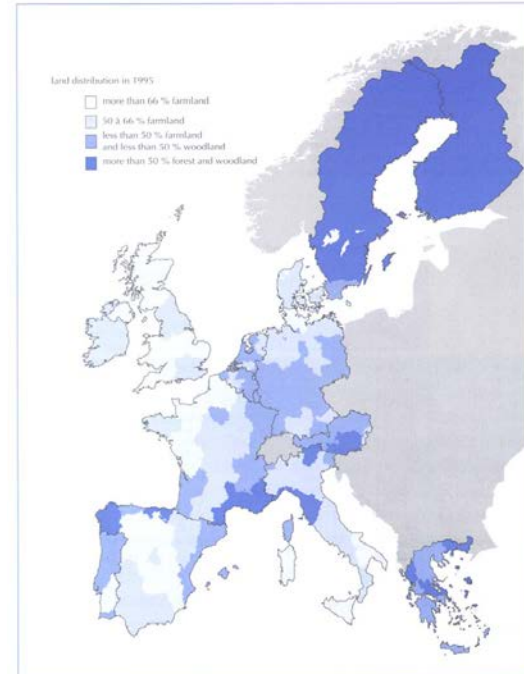 land distribution in 1995
more than 66 % farmland
50 à 66 % farmland
less than 50 % farmland
and less than 50 % woodland
more than 50 % forest and woodland